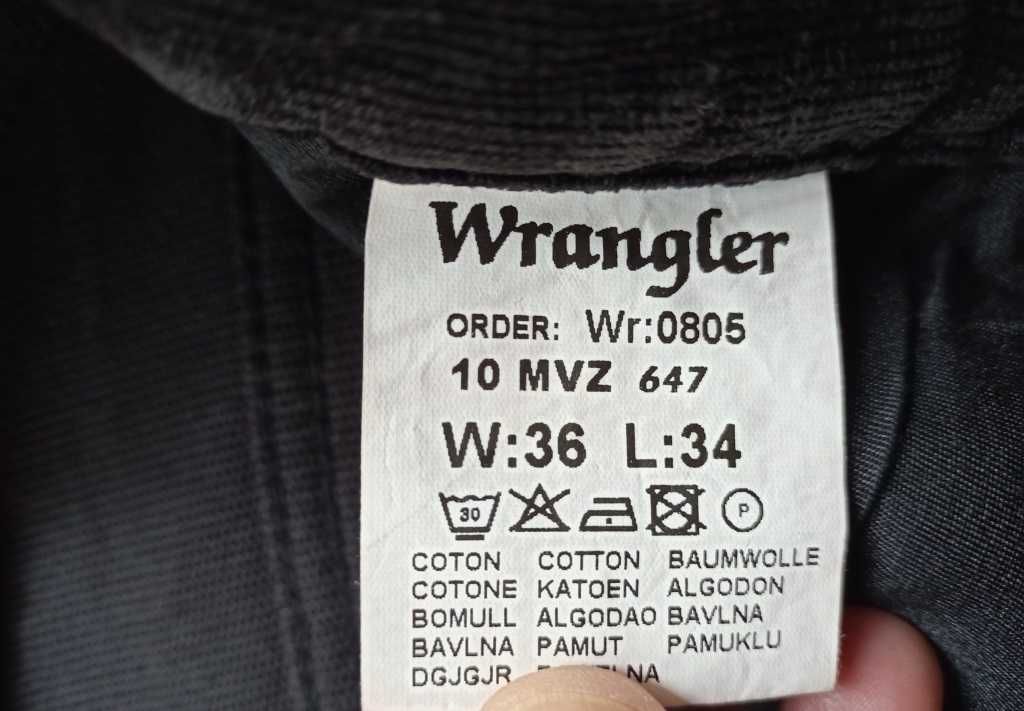 Wrangler
ORDER: Wr:0805
10 MVZ 647
W:36 L:34
30 P
COTON COTTON BAUMWOLLE
COTONE KATOEN ALGODON
BOMULL ALGODAO BAVLNA
BAVLNA PAMUT PAMUKLU
DGJGJR